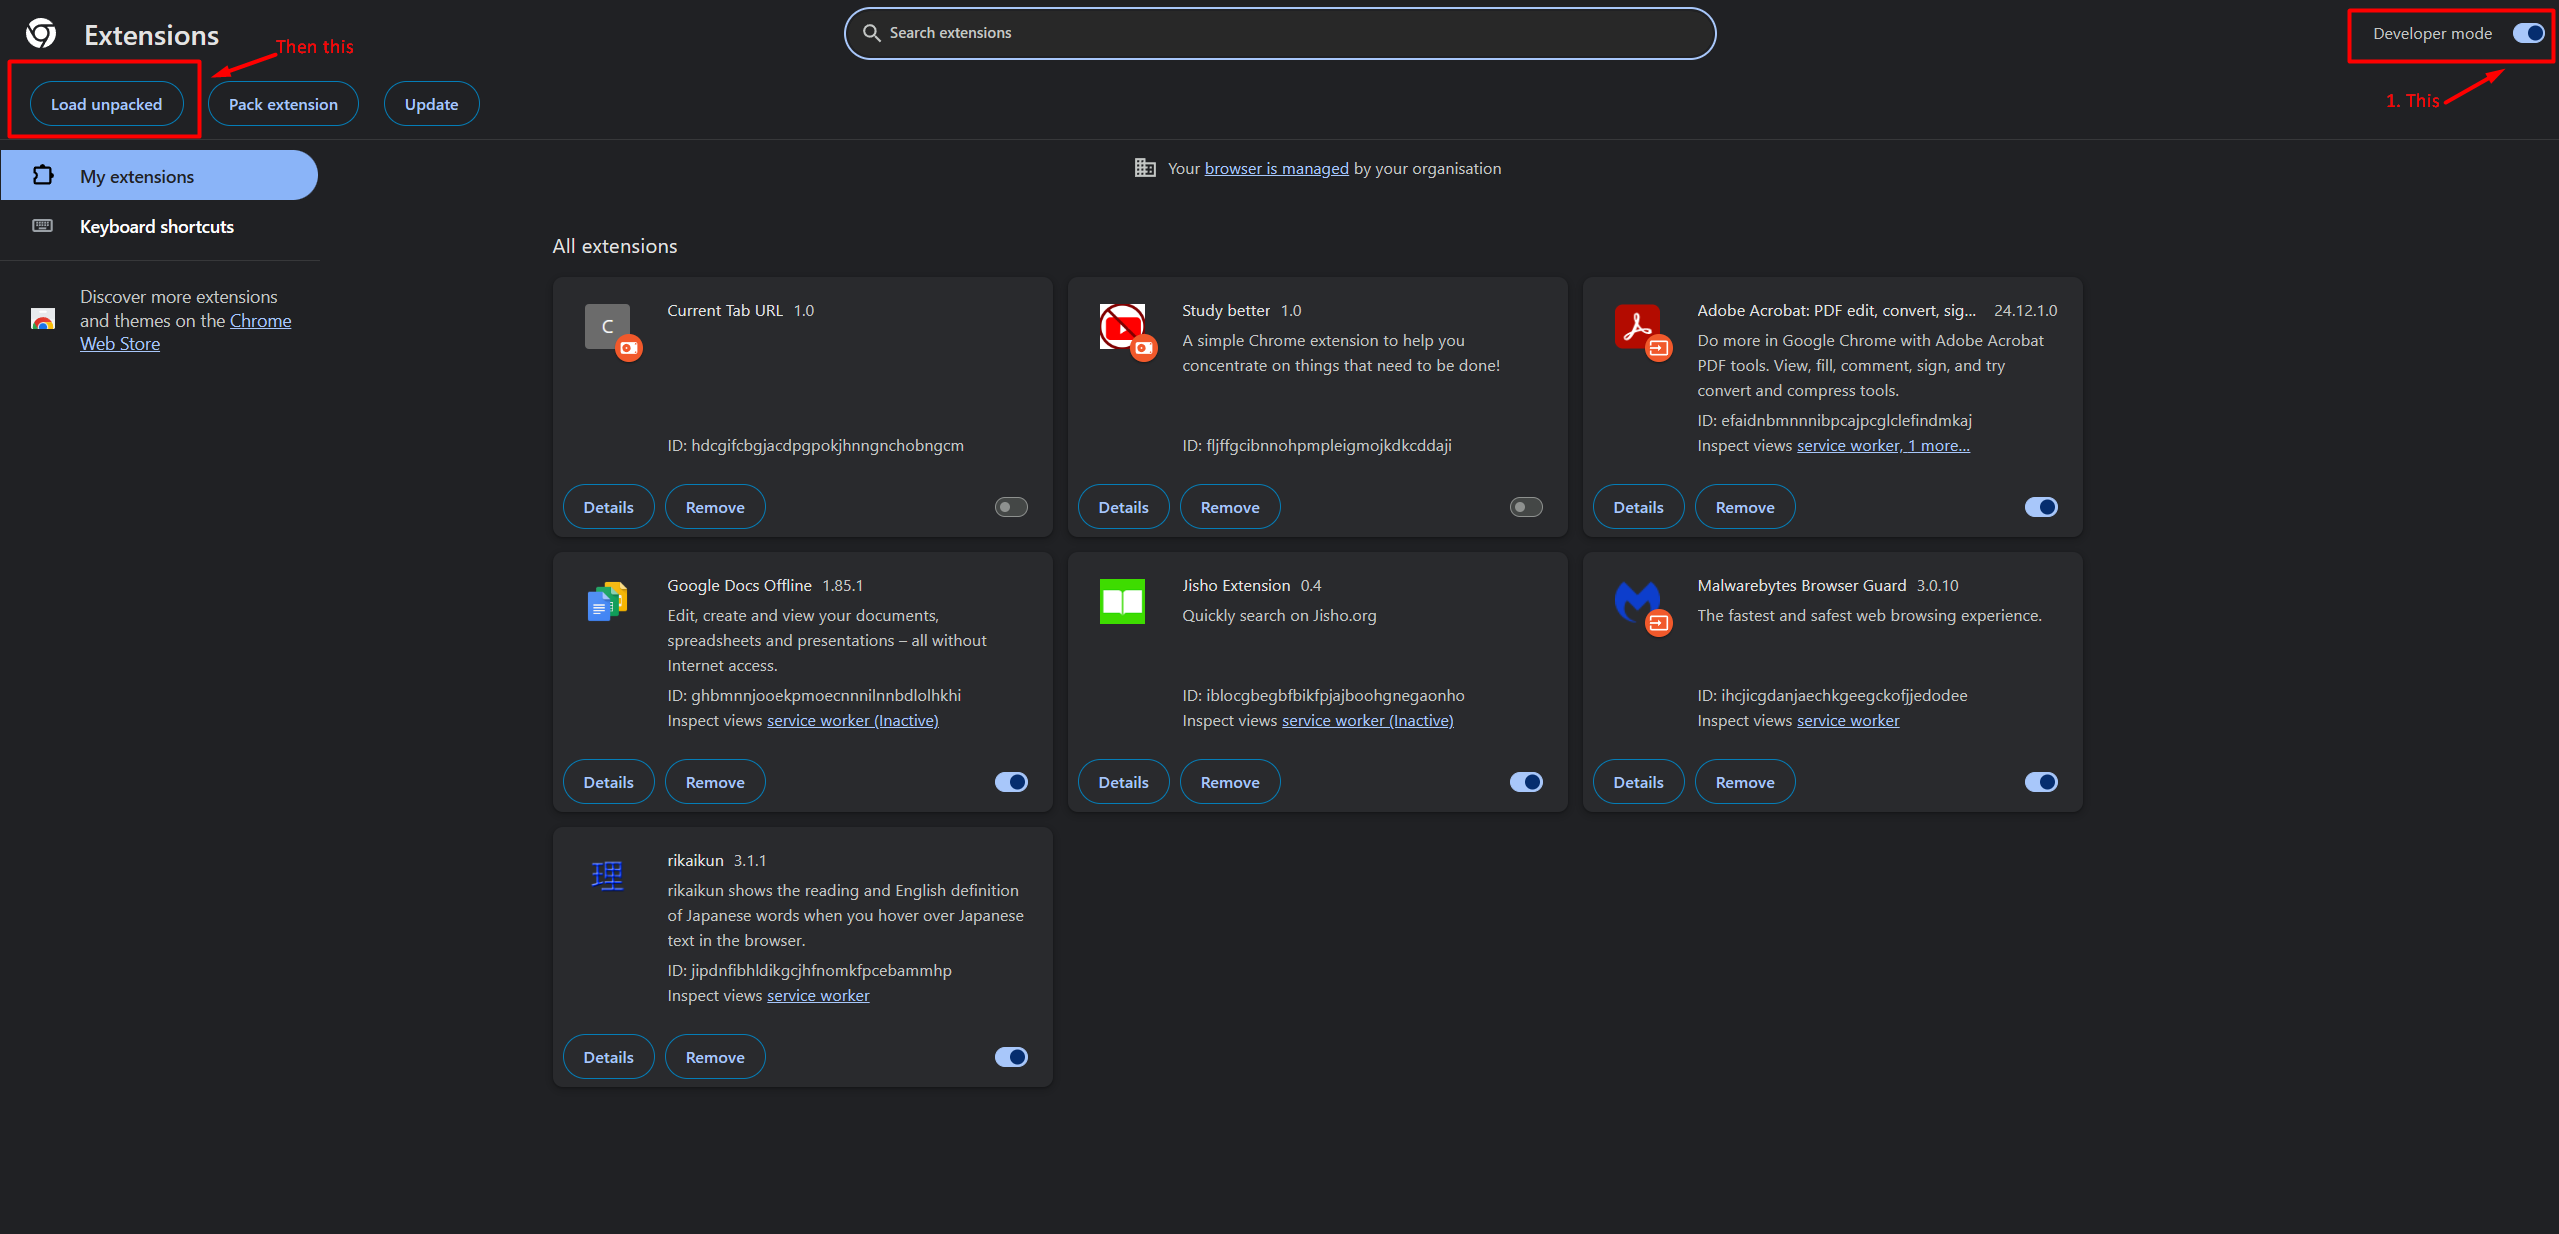 Extensions
Then this
Search extensions
Developer mode
1. This
Load unpacked
Pack extension
Update
My extensions
Keyboard shortcuts
Discover more extensions
and themes on the Chrome
Web Store
Your browser is managed by your organisation
All extensions
C
Current Tab URL 1.0
ID: hdcgifcbgjacdpgpokjhnngnchobngcm
Details
Remove
Study better 1.0
A simple Chrome extension to help you
concentrate on things that need to be done!
ID: fljffgcibnnohpmpleigmojkdkcddaji
Details
Remove
Adobe Acrobat: PDF edit, convert, sig... 24.12.1.0
Do more in Google Chrome with Adobe Acrobat
PDF tools. View, fill, comment, sign, and try
convert and compress tools.
ID: efaidnbmnnnibpcajpcglclefindmkaj
Inspect views service worker, 1 more...
Details
Remove
Google Docs Offline 1.85.1
Edit, create and view your documents,
spreadsheets and presentations – all without
Internet access.
ID: ghbmnnjooekpmoecnnnilnnbdlolhkhi
Inspect views service worker (Inactive)
Details
Remove
Jisho Extension 0.4
Quickly search on Jisho.org
ID: iblocgbegbfbikfpjajboohgnegaonho
Inspect views service worker (Inactive)
Details
Remove
Malwarebytes Browser Guard 3.0.10
The fastest and safest web browsing experience.
ID: ihcjicgdanjaechkgeegckofjjedodee
Inspect views service worker
Details
Remove
理
rikaikun 3.1.1
rikaikun shows the reading and English definition
of Japanese words when you hover over Japanese
text in the browser.
ID: jipdnfibhldikgcjhfnomkfpcebammhp
Inspect views service worker
Details
Remove